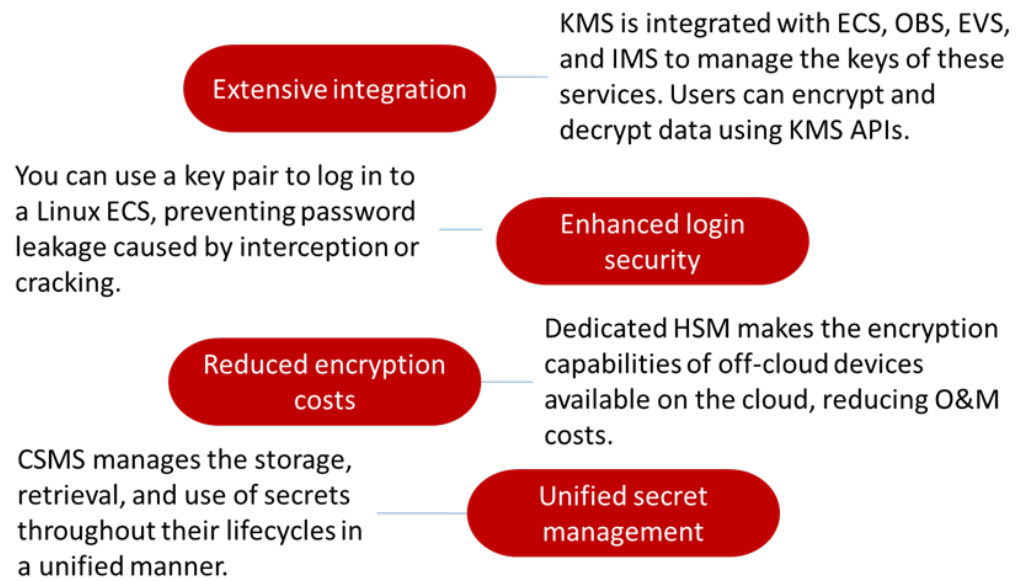 Extensive integration
KMS is integrated with ECS, OBS, EVS,
and IMS to manage the keys of these
services. Users can encrypt and
decrypt data using KMS APIs.
You can use a key pair to log in to
a Linux ECS, preventing password
leakage caused by interception or
cracking.
Enhanced login
security
Reduced encryption
costs
Dedicated HSM makes the encryption
capabilities of off-cloud devices
available on the cloud, reducing O&M
costs.
CSMS manages the storage,
retrieval, and use of secrets
throughout their lifecycles in
a unified manner.
Unified secret
management